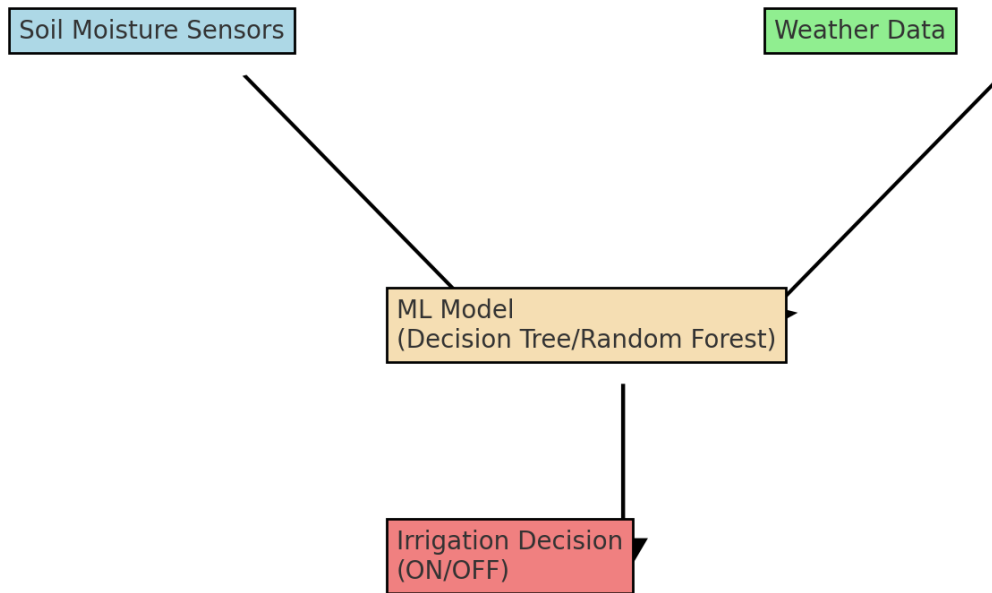 Soil Moisture Sensors
Weather Data
ML Model
(Decision Tree/Random Forest)
Irrigation Decision
(ON/OFF)